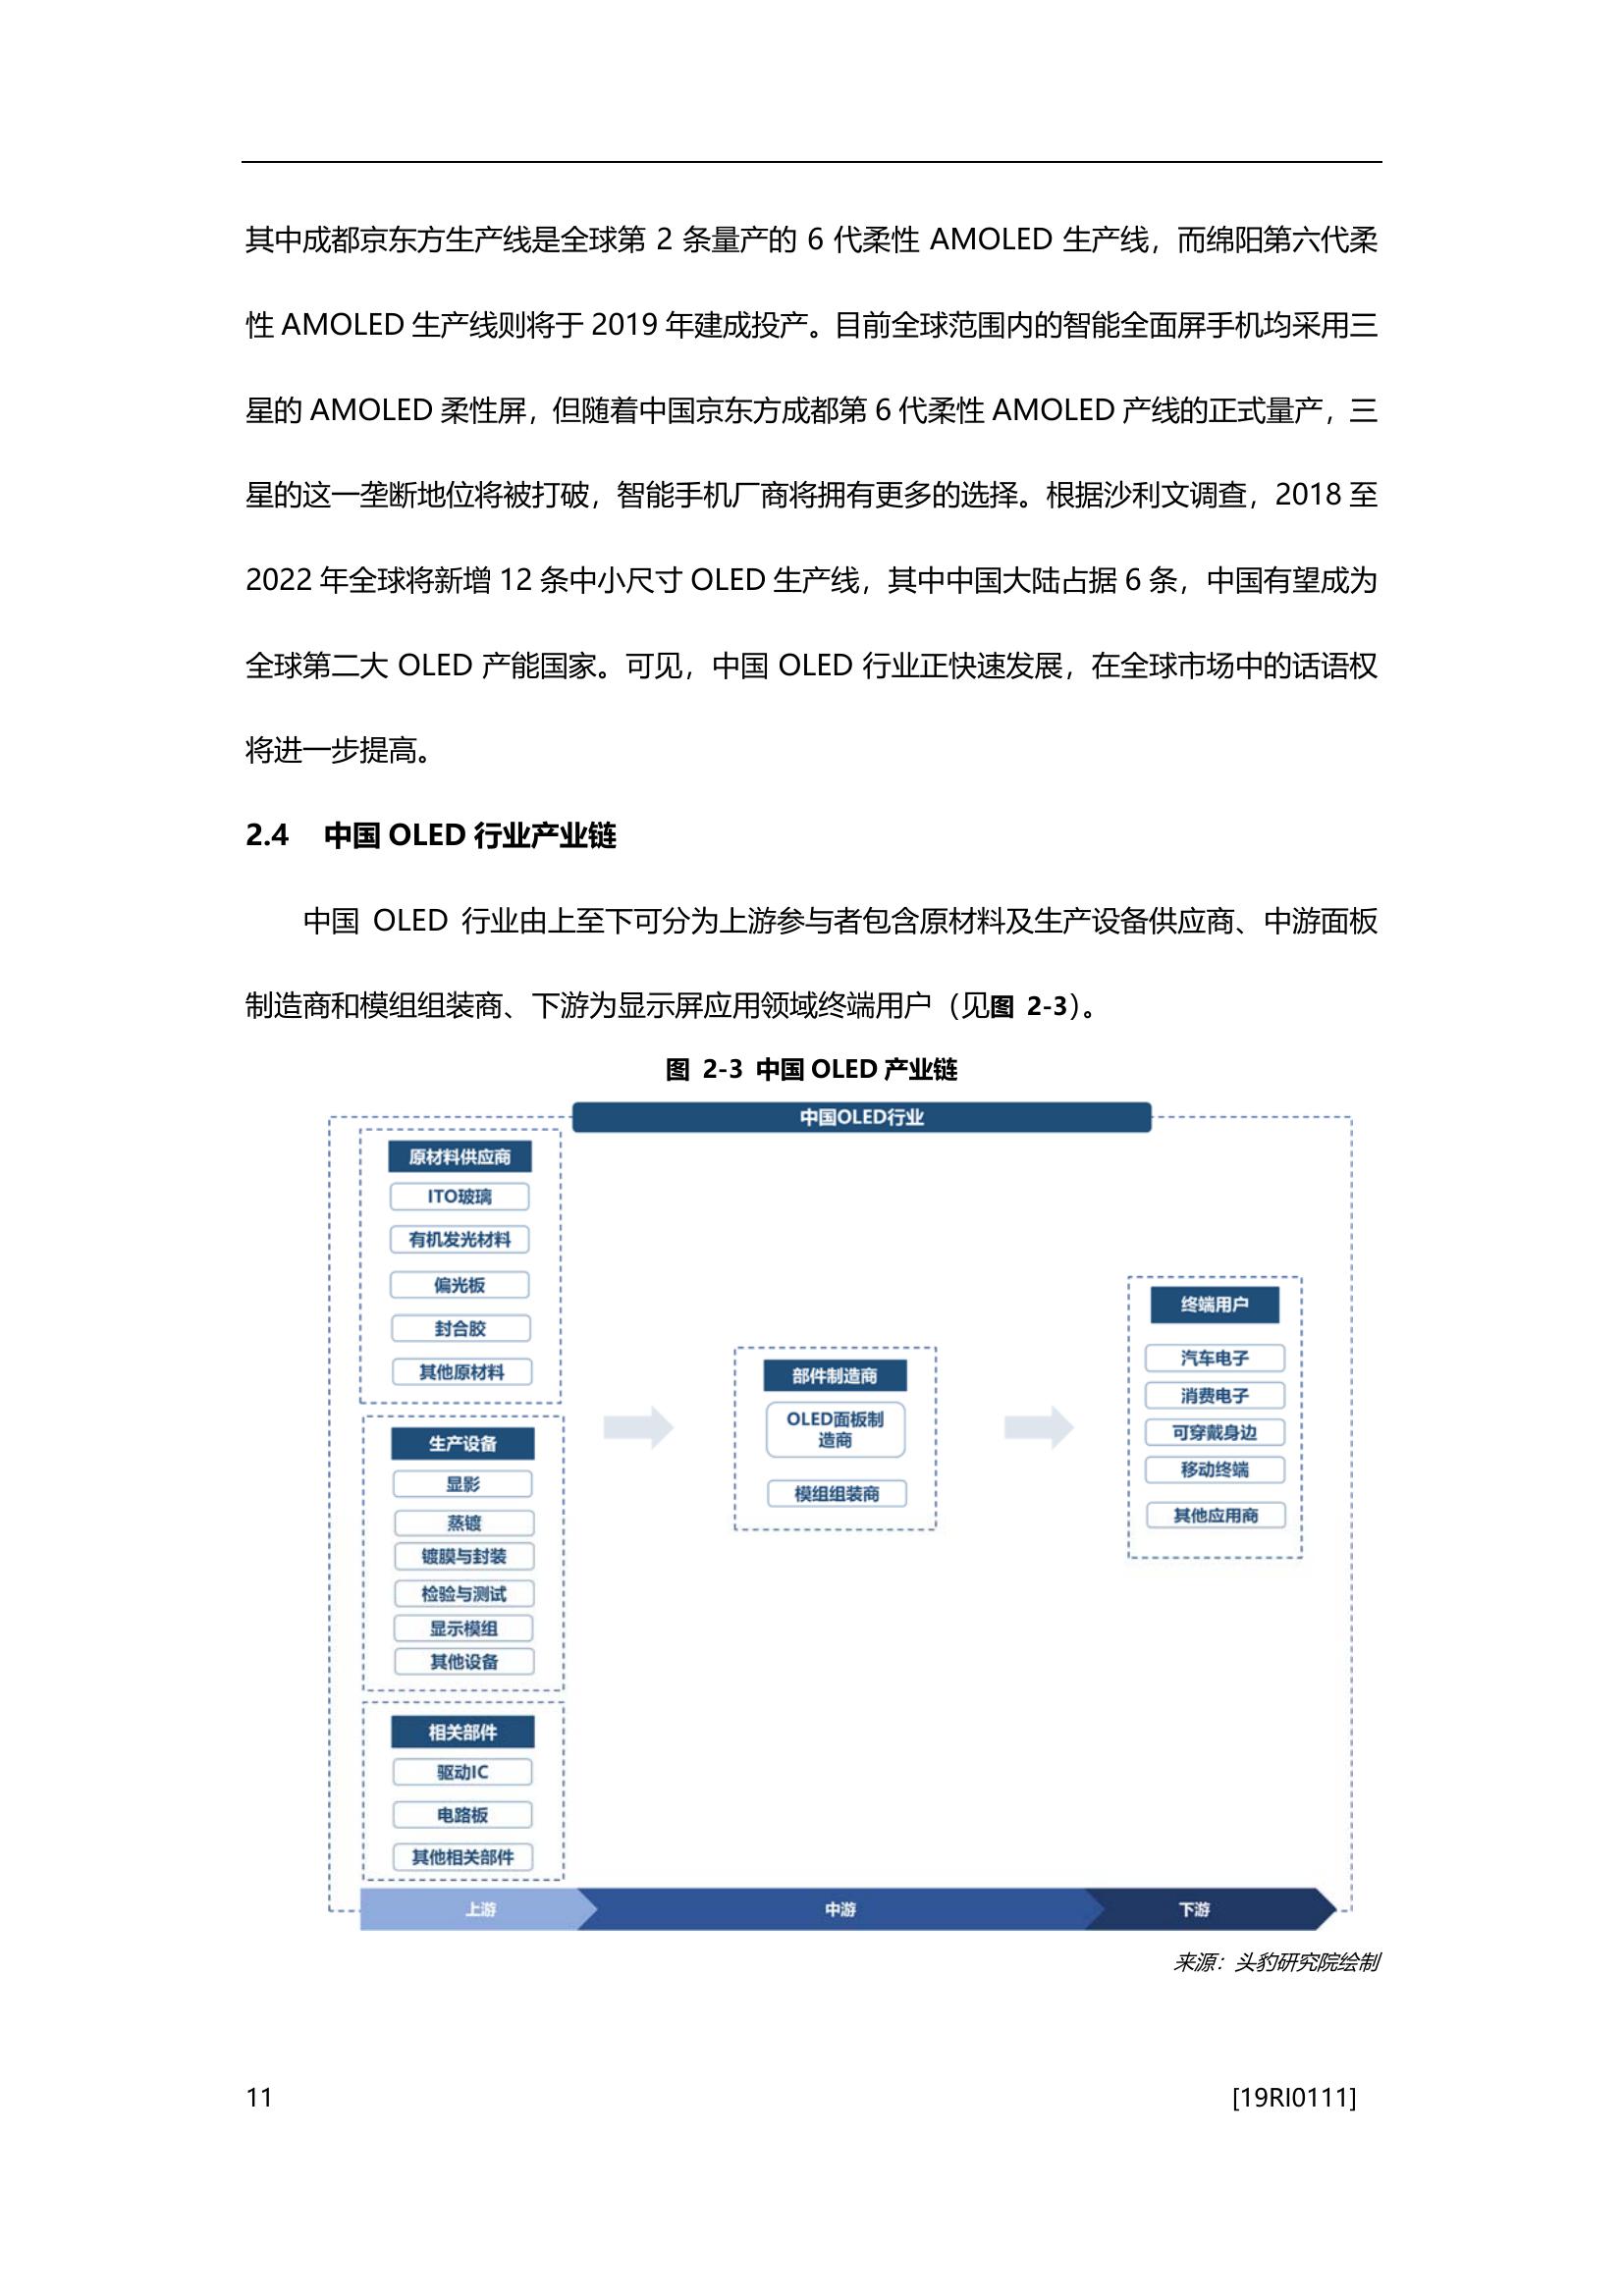 其中成都京东方生产线是全球第 2 条量产的 6 代柔性 AMOLED 生产线，而绵阳第六代柔
性 AMOLED 生产线则将于 2019 年建成投产。目前全球范围内的智能全面屏手机均采用三
星的 AMOLED 柔性屏，但随着中国京东方成都第 6 代柔性 AMOLED 产线的正式量产，三
星的这一垄断地位将被打破，智能手机厂商将拥有更多的选择。根据沙利文调查，2018 至
2022 年全球将新增 12 条中小尺寸 OLED 生产线，其中中国大陆占据 6 条，中国有望成为
全球第二大 OLED 产能国家。可见，中国 OLED 行业正快速发展，在全球市场中的话语权
将进一步提高。
2.4 中国 OLED 行业产业链
中国 OLED 行业由上至下可分为上游参与者包含原材料及生产设备供应商、中游面板
制造商和模组组装商、下游为显示屏应用领域终端用户（见图 2-3）。
图 2-3 中国 OLED 产业链
中国OLED行业
原材料供应商
ITO玻璃
有机发光材料
偏光板
封合胶
其他原材料
生产设备
显影
蒸镀
镀膜与封装
检验与测试
显示模组
其他设备
相关部件
驱动IC
电路板
其他相关部件
部件制造商
OLED面板制
造商
模组组装商
终端用户
汽车电子
消费电子
可穿戴身边
移动终端
其他应用商
上游
中游
下游
来源：头豹研究院绘制
11
[19RI0111]